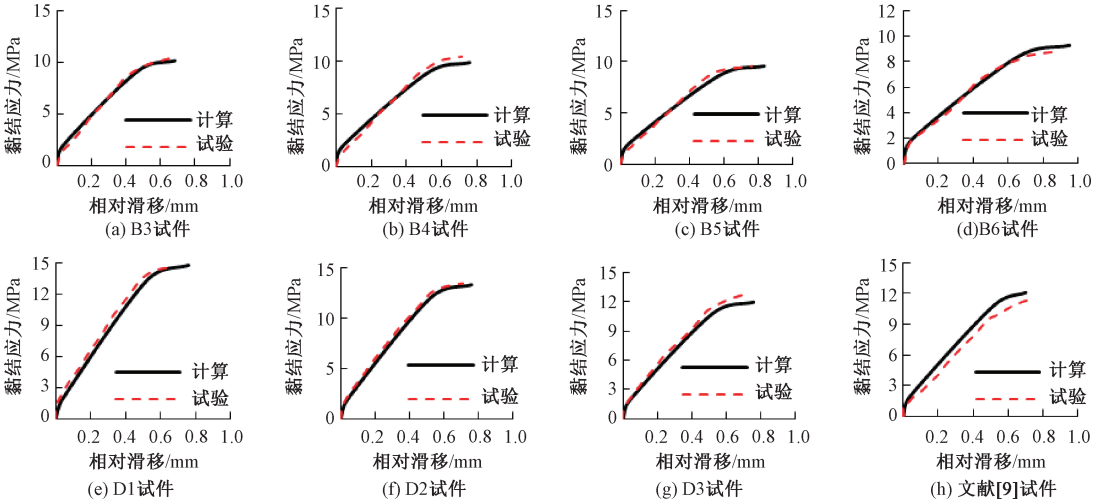 黏结应力/MPa
15
10
5
0
计算
试验
0.2 0.4 0.6 0.8 1.0
相对滑移/mm
(a) B3试件
黏结应力/MPa
15
10
5
0
计算
试验
0.2 0.4 0.6 0.8 1.0
相对滑移/mm
(b) B4试件
黏结应力/MPa
15
10
5
0
计算
试验
0.2 0.4 0.6 0.8 1.0
相对滑移/mm
(c) B5试件
黏结应力/MPa
12
10
8
6
4
2
0
计算
试验
0.2 0.4 0.6 0.8 1.0
相对滑移/mm
(d)B6试件
黏结应力/MPa
15
12
9
6
3
0
计算
试验
0.2 0.4 0.6 0.8 1.0
相对滑移/mm
(e) D1试件
黏结应力/MPa
15
10
5
0
计算
试验
0.2 0.4 0.6 0.8 1.0
相对滑移/mm
(f) D2试件
黏结应力/MPa
15
12
9
6
3
0
计算
试验
0.2 0.4 0.6 0.8 1.0
相对滑移/mm
(g) D3试件
黏结应力/MPa
15
12
9
6
3
0
计算
试验
0.2 0.4 0.6 0.8 1.0
相对滑移/mm
(h) 文献[9]试件